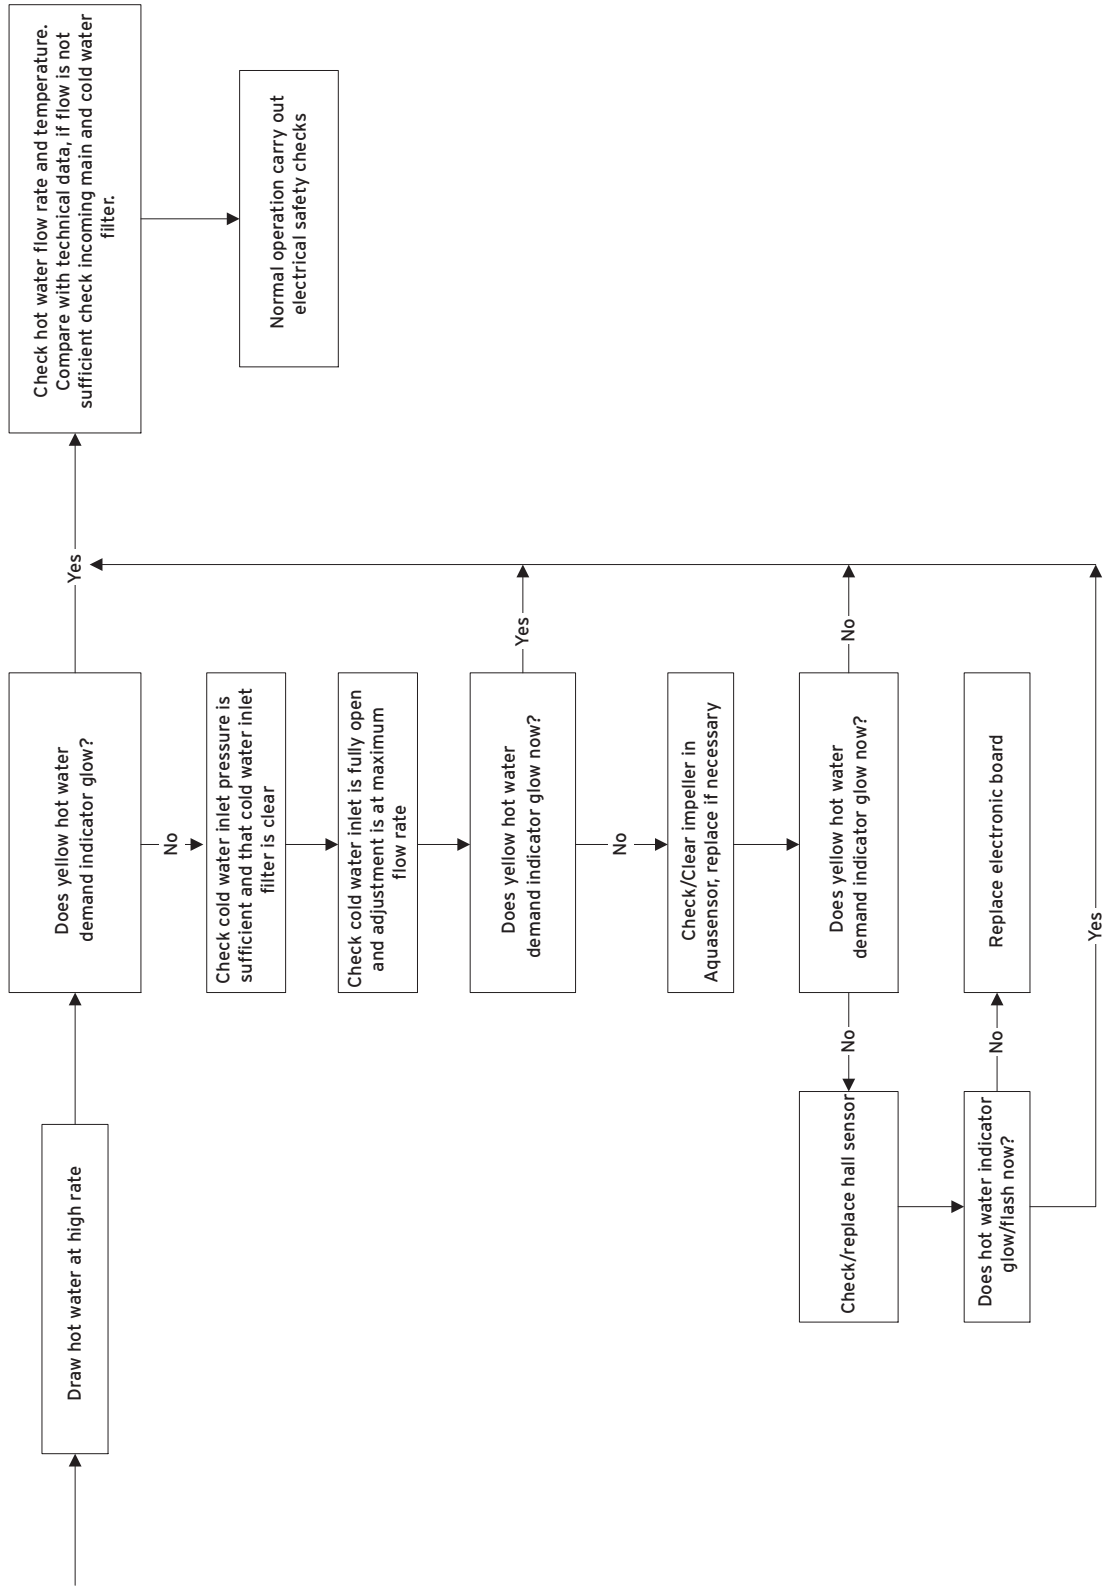 Draw hot water at high rate
Does yellow hot water
demand indicator glow?
Yes
Check hot water flow rate and temperature.
Compare with technical data, if flow is not
sufficient check incoming main and cold water
filter.
Normal operation carry out
electrical safety checks
No
Check cold water inlet pressure is
sufficient and that cold water inlet
filter is clear
Check cold water inlet is fully open
and adjustment is at maximum
flow rate
Does yellow hot water
demand indicator glow now?
Yes
No
Check/Clear impeller in
Aquasensor, replace if necessary
Does yellow hot water
demand indicator glow now?
No
No
Check/replace hall sensor
Does hot water indicator
glow/flash now?
No
Replace electronic board
Yes